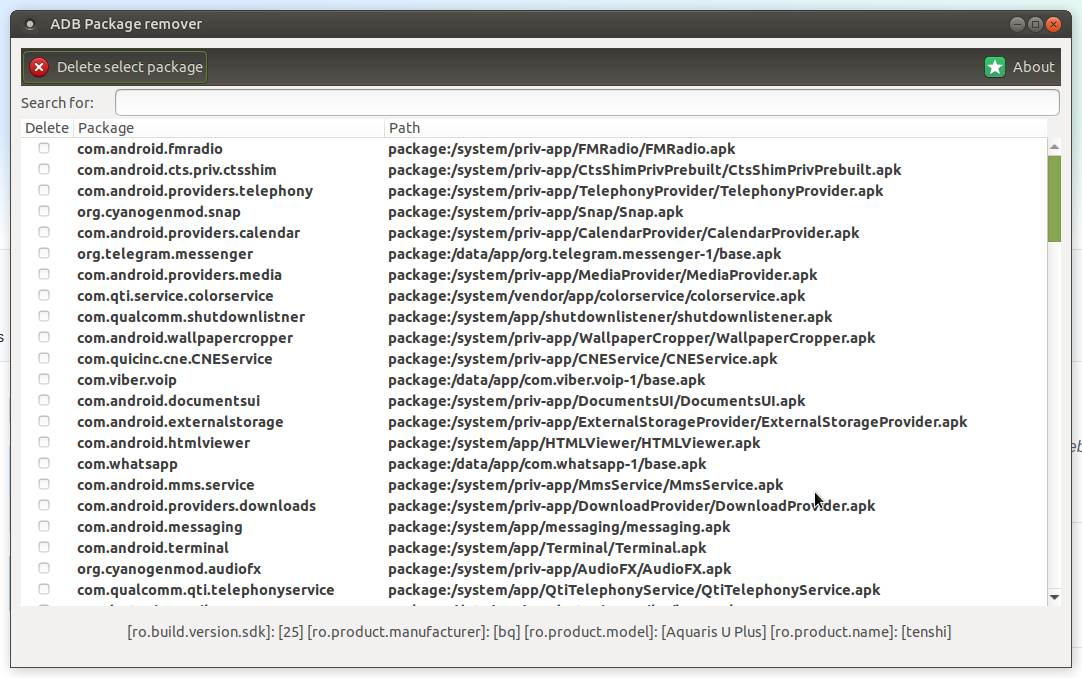 ADB Package remover
Delete select package About
Search for:
Delete Package Path
com.android.fmradio package:/system/priv-app/FMRadio/FMRadio.apk
com.android.cts.priv.ctsshim package:/system/priv-app/CtsShimPrivPrebuilt/CtsShimPrivPrebuilt.apk
com.android.providers.telephony package:/system/priv-app/TelephonyProvider/TelephonyProvider.apk
org.cyanogenmod.snap package:/system/priv-app/Snap/Snap.apk
com.android.providers.calendar package:/system/priv-app/CalendarProvider/CalendarProvider.apk
org.telegram.messenger package:/data/app/org.telegram.messenger-1/base.apk
com.android.providers.media package:/system/priv-app/MediaProvider/MediaProvider.apk
com.qti.service.colorservice package:/system/vendor/app/colorservice/colorservice.apk
com.qualcomm.shutdownlistner package:/system/app/shutdownlistener/shutdownlistener.apk
com.android.wallpapercropper package:/system/priv-app/WallpaperCropper/WallpaperCropper.apk
com.quicinc.cne.CNEService package:/system/priv-app/CNEService/CNEService.apk
com.viber.voip package:/data/app/com.viber.voip-1/base.apk
com.android.documentsui package:/system/priv-app/DocumentsUI/DocumentsUI.apk
com.android.externalstorage package:/system/priv-app/ExternalStorageProvider/ExternalStorageProvider.apk
com.android.htmlviewer package:/system/app/HTMLViewer/HTMLViewer.apk
com.whatsapp package:/data/app/com.whatsapp-1/base.apk
com.android.mms.service package:/system/priv-app/MmsService/MmsService.apk
com.android.providers.downloads package:/system/priv-app/DownloadProvider/DownloadProvider.apk
com.android.messaging package:/system/app/messaging/messaging.apk
com.android.terminal package:/system/app/Terminal/Terminal.apk
org.cyanogenmod.audiofx package:/system/priv-app/AudioFX/AudioFX.apk
com.qualcomm.qti.telephonyservice package:/system/priv-app/QtiTelephonyService/QtiTelephonyService.apk
[ro.build.version.sdk]: [25] [ro.product.manufacturer]: [bq] [ro.product.model]: [Aquaris U Plus] [ro.product.name]: [tenshi]